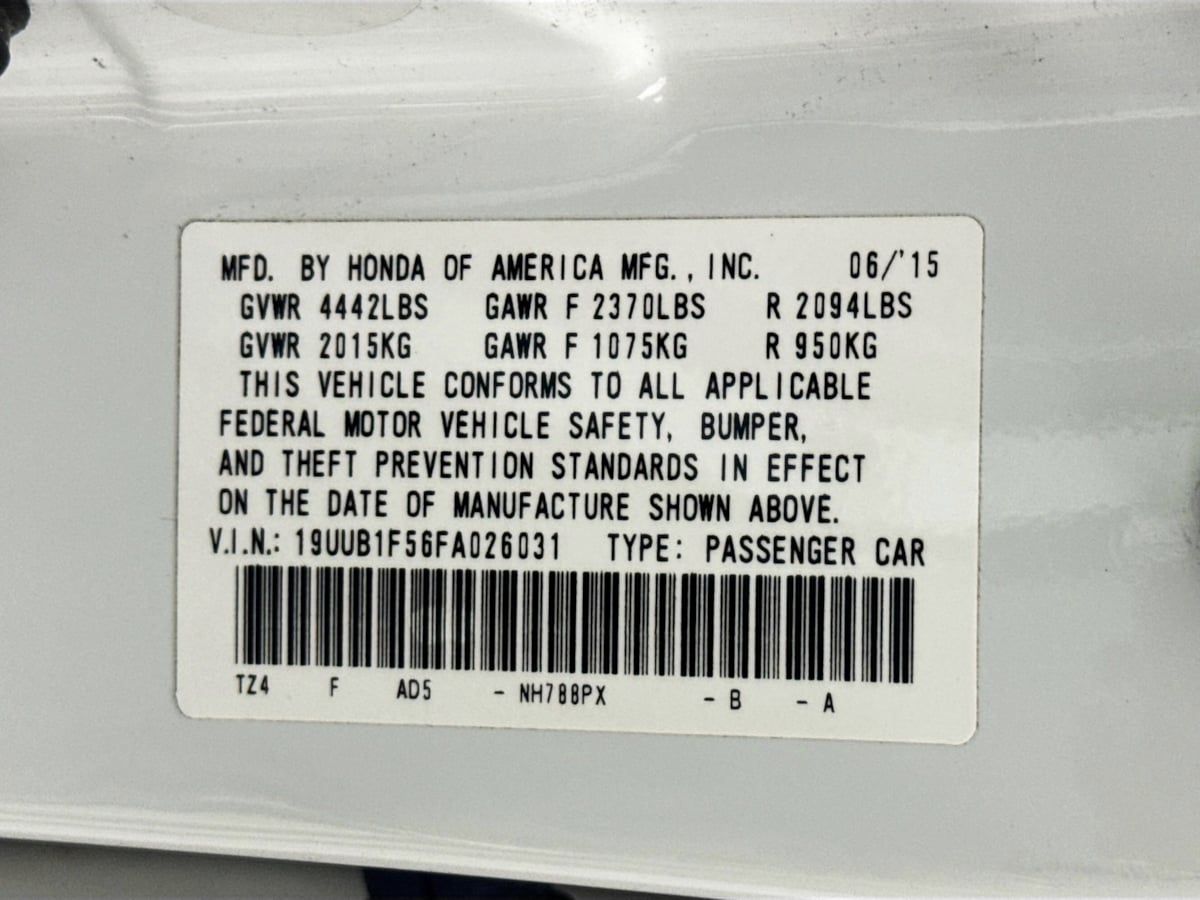 MFD. BY HONDA OF AMERICA MFG., INC. 06/'15
GVWR 4442LBS GAWR F 2370LBS R 2094LBS
GVWR 2015KG GAWR F 1075KG R 950KG
THIS VEHICLE CONFORMS TO ALL APPLICABLE
FEDERAL MOTOR VEHICLE SAFETY, BUMPER,
AND THEFT PREVENTION STANDARDS IN EFFECT
ON THE DATE OF MANUFACTURE SHOWN ABOVE.
V.I.N.: 19UUB1F56FA026031 TYPE: PASSENGER CAR
TZ4 F AD5 - NH788PX - B - A